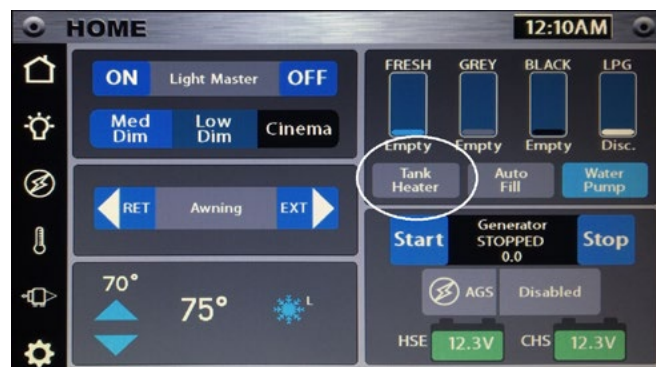 HOME
12:10AM
ON Light Master OFF
Med Dim
Low Dim
Cinema
RET Awning EXT
70°
75°
L
FRESH GREY BLACK LPG
Empty Empty Empty Disc.
Tank Heater
Auto Fill
Water Pump
Start
Generator
STOPPED
0.0
Stop
AGS Disabled
HSE 12.3V CHS 12.3V